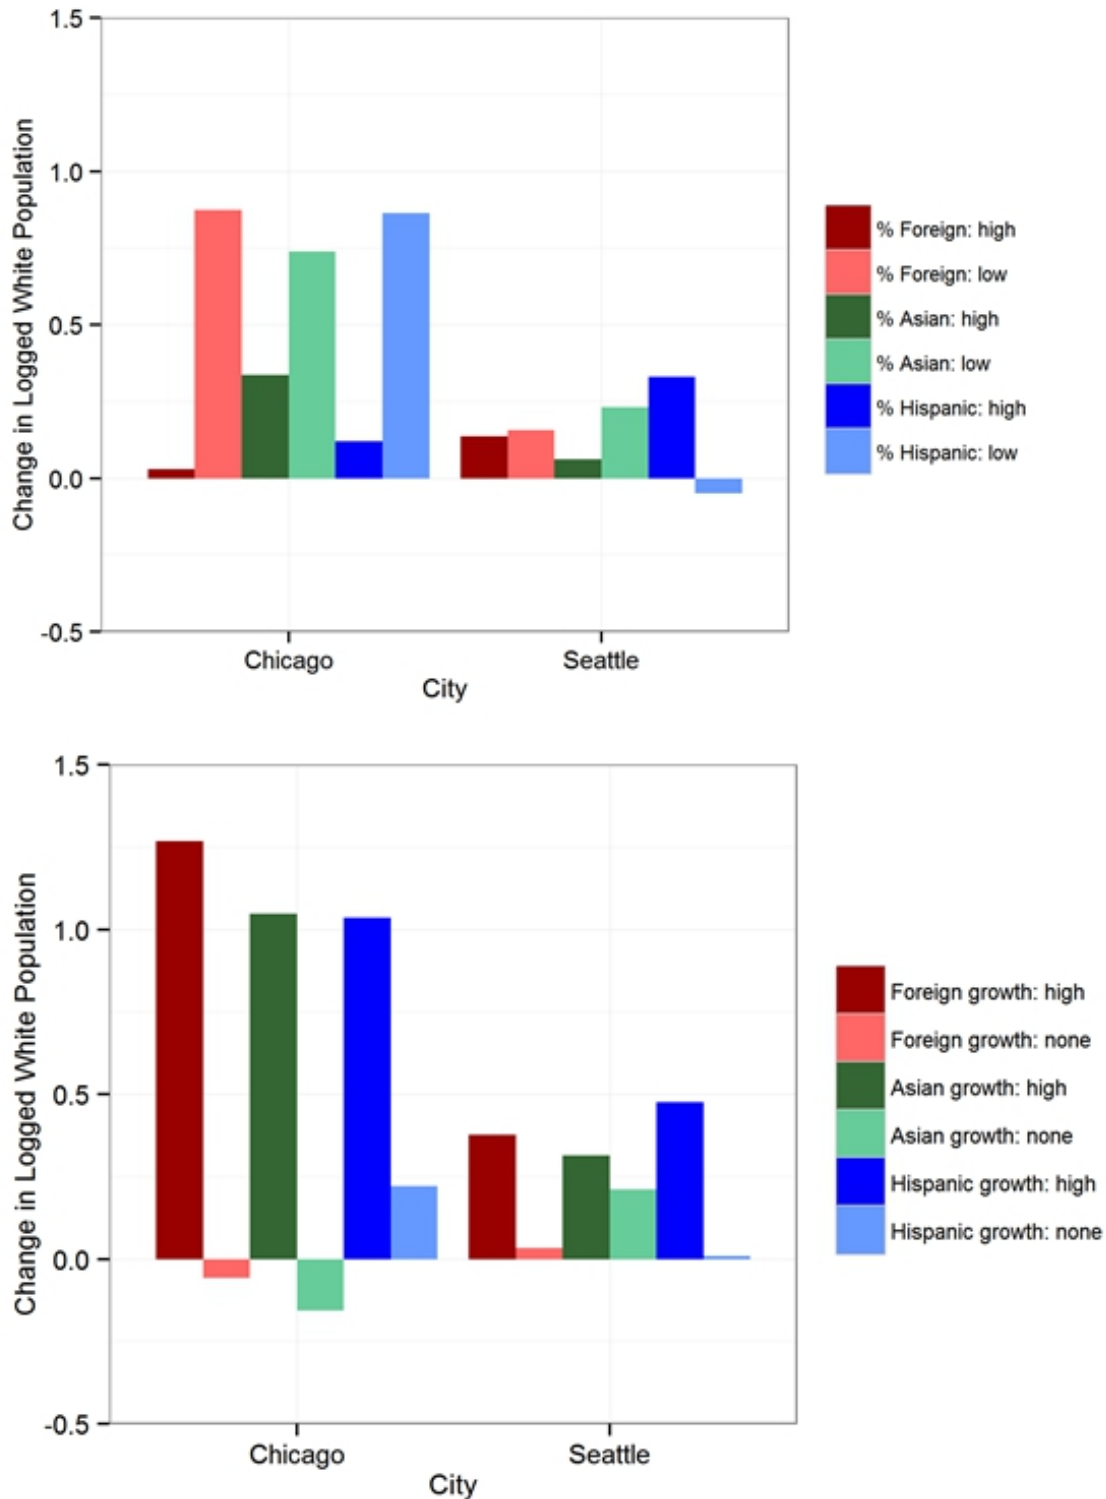 Change in Logged White Population
1.5
1.0
0.5
0.0
-0.5
Chicago
Seattle
City
% Foreign: high
% Foreign: low
% Asian: high
% Asian: low
% Hispanic: high
% Hispanic: low
Change in Logged White Population
1.5
1.0
0.5
0.0
-0.5
Chicago
Seattle
City
Foreign growth: high
Foreign growth: none
Asian growth: high
Asian growth: none
Hispanic growth: high
Hispanic growth: none